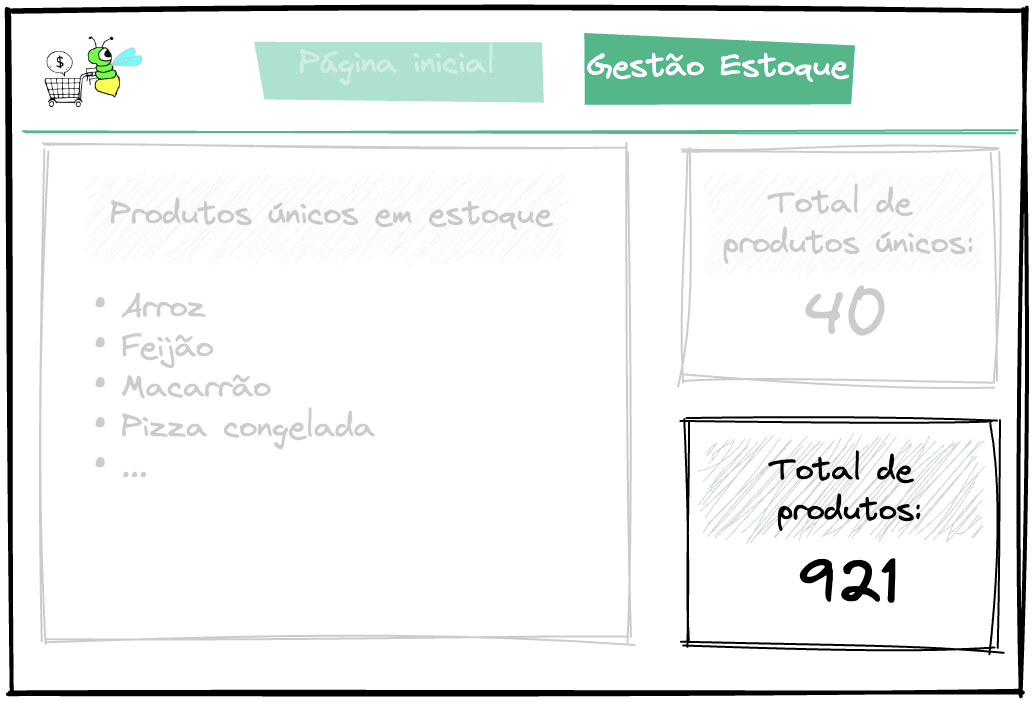 $
Página inicial
Gestão Estoque
Produtos únicos em estoque
• Arroz
• Feijão
• Macarrão
• Pizza congelada
• ...
Total de
produtos únicos:
40
Total de
produtos:
921